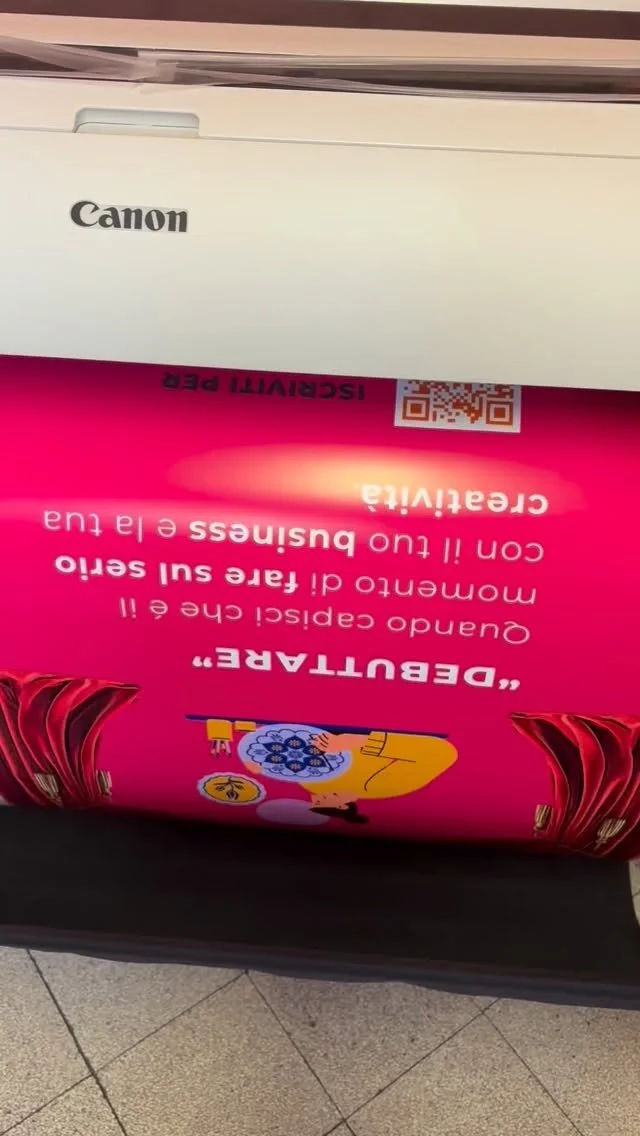 Canon
“DEBUTTARE”
Quando capisci che é il
momento di fare sul serio
con il tuo business e la tua
creatività
ISCRIVITI PER